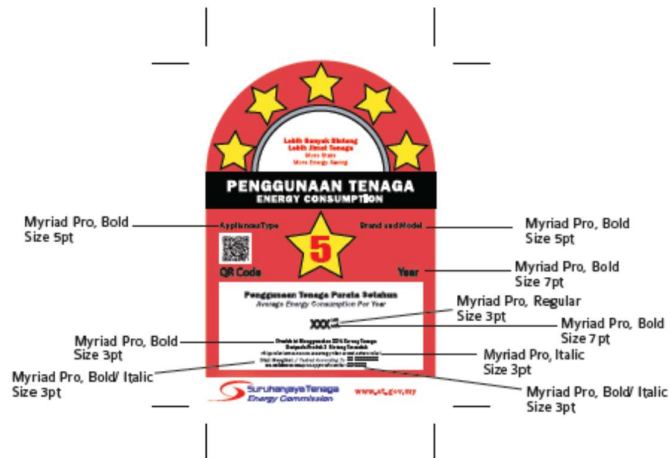 Lebih Banyak Bintang
Lebih Jimat Tenaga
More Stars
More Energy Saving
PENGGUNAAN TENAGA
ENERGY CONSUMPTION
Myriad Pro, Bold
Size 5pt
Appliances Type
Brand and Model
Myriad Pro, Bold
Size 5pt
5
QR Code
Year
Myriad Pro, Bold
Size 7pt
Penggunaan Tenaga Purata Setahun
Average Energy Consumption Per Year
Myriad Pro, Regular
Size 3pt
XXX
Myriad Pro, Bold
Size 7pt
Myriad Pro, Bold
Size 3pt
Myriad Pro, Italic
Size 3pt
Myriad Pro, Bold/ Italic
Size 3pt
Myriad Pro, Bold/ Italic
Size 3pt
Suruhanjaya Tenaga
Energy Commission
www.st.gov.my